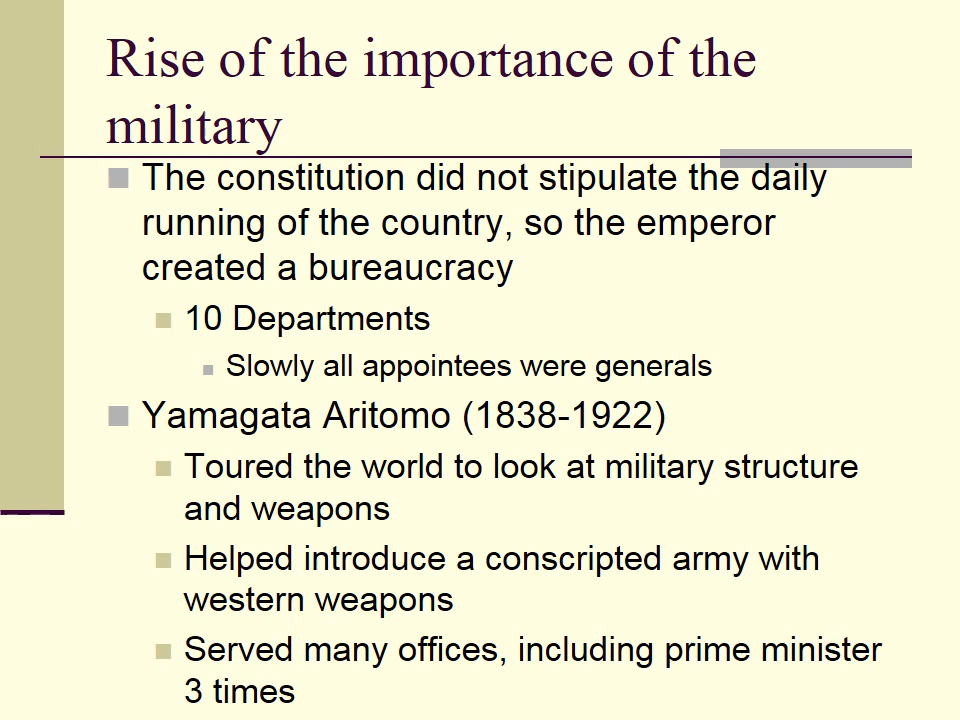 Rise of the importance of the
military
The constitution did not stipulate the daily
running of the country, so the emperor
created a bureaucracy
10 Departments
Slowly all appointees were generals
Yamagata Aritomo (1838-1922)
Toured the world to look at military structure
and weapons
Helped introduce a conscripted army with
western weapons
Served many offices, including prime minister
3 times